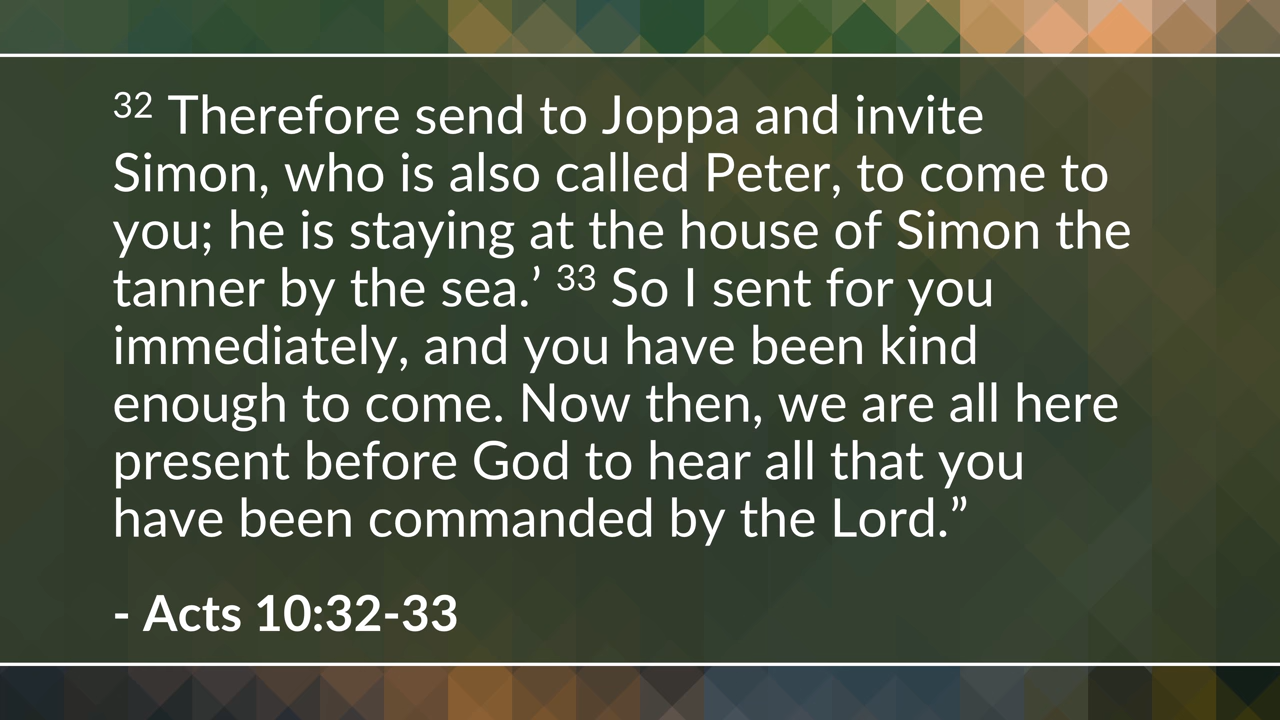 32 Therefore send to Joppa and invite
Simon, who is also called Peter, to come to
you; he is staying at the house of Simon the
tanner by the sea.’ 33 So I sent for you
immediately, and you have been kind
enough to come. Now then, we are all here
present before God to hear all that you
have been commanded by the Lord.”
- Acts 10:32-33